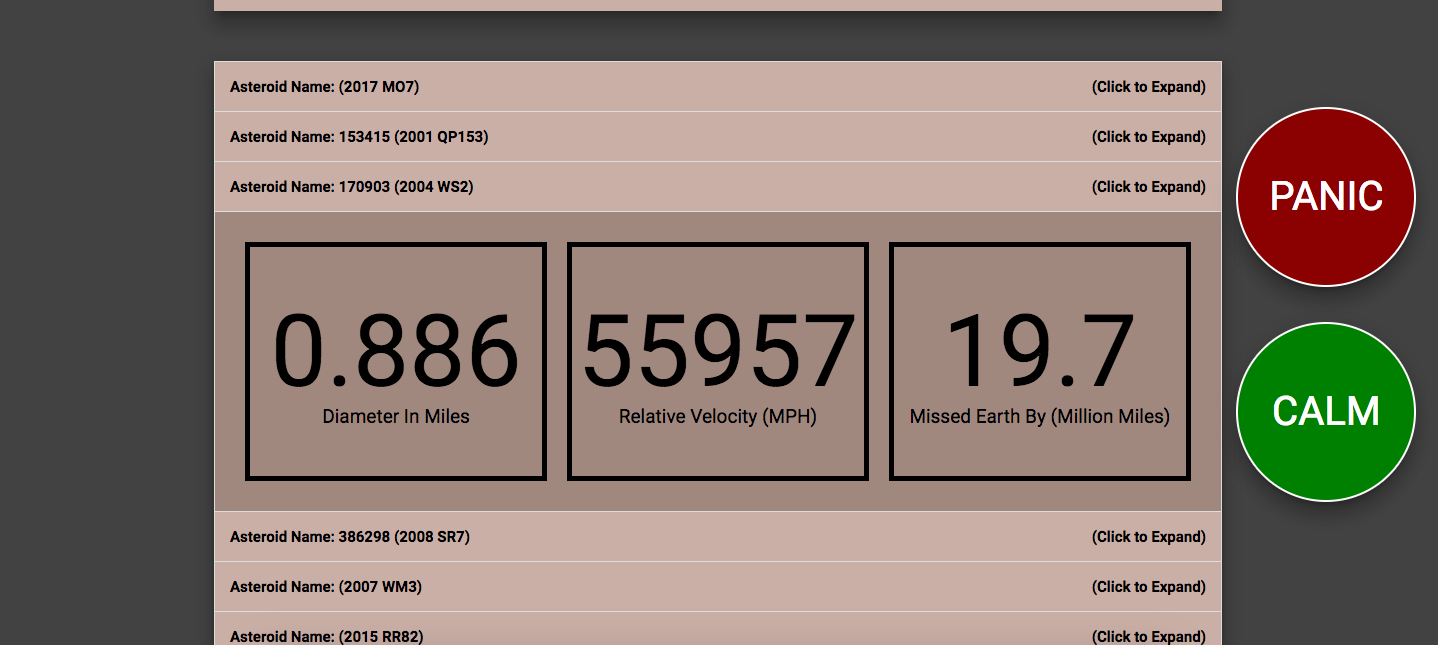 Asteroid Name: (2017 MO7) (Click to Expand)
Asteroid Name: 153415 (2001 QP153) (Click to Expand)
Asteroid Name: 170903 (2004 WS2) (Click to Expand)
0.886
Diameter In Miles
55957
Relative Velocity (MPH)
19.7
Missed Earth By (Million Miles)
Asteroid Name: 386298 (2008 SR7) (Click to Expand)
Asteroid Name: (2007 WM3) (Click to Expand)
Asteroid Name: (2015 RR82) (Click to Expand)
PANIC
CALM